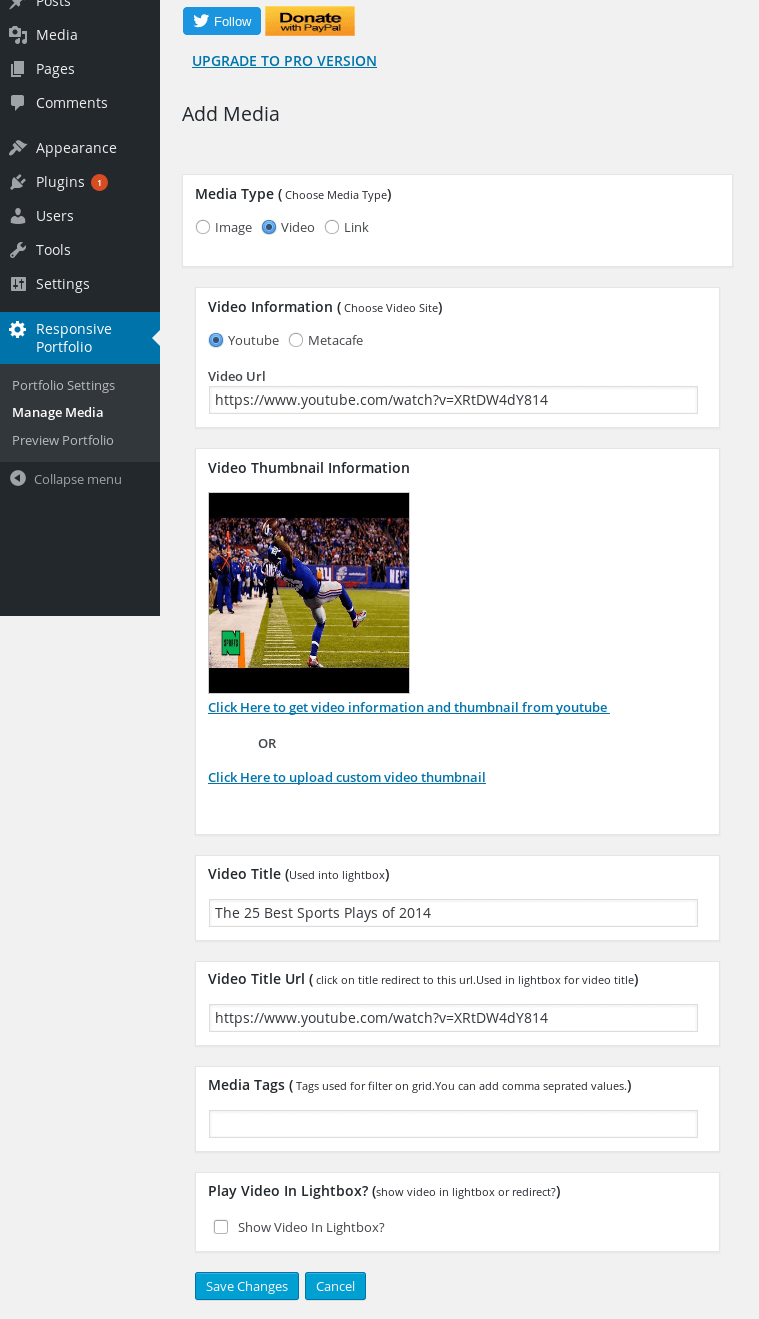 Posts
Media
Pages
Comments
Appearance
Plugins 1
Users
Tools
Settings
Responsive
Portfolio
Portfolio Settings
Manage Media
Preview Portfolio
Collapse menu
Follow
Donate
with PayPal
UPGRADE TO PRO VERSION
Add Media
Media Type ( Choose Media Type)
Image Video Link
Video Information ( Choose Video Site)
Youtube Metacafe
Video Url
https://www.youtube.com/watch?v=XRtDW4dY814
Video Thumbnail Information
N
SPORTS
Click Here to get video information and thumbnail from youtube
OR
Click Here to upload custom video thumbnail
Video Title (Used into lightbox)
The 25 Best Sports Plays of 2014
Video Title Url ( click on title redirect to this url.Used in lightbox for video title)
https://www.youtube.com/watch?v=XRtDW4dY814
Media Tags ( Tags used for filter on grid.You can add comma seprated values.)
Play Video In Lightbox? (show video in lightbox or redirect?)
Show Video In Lightbox?
Save Changes Cancel